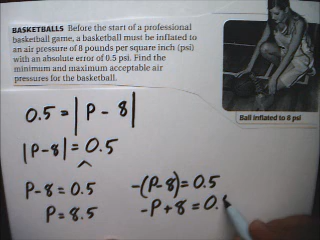 BASKETBALLS Before the start of a professional
basketball game, a basketball must be inflated to
an air pressure of 8 pounds per square inch (psi)
with an absolute error of 0.5 psi. Find the
minimum and maximum acceptable air
pressures for the basketball.
Ball inflated to 8 psi
0.5 = |P - 8|
|P-8| = 0.5
P-8 = 0.5
-(P-8) = 0.5
P = 8.5
-P+8 = 0.